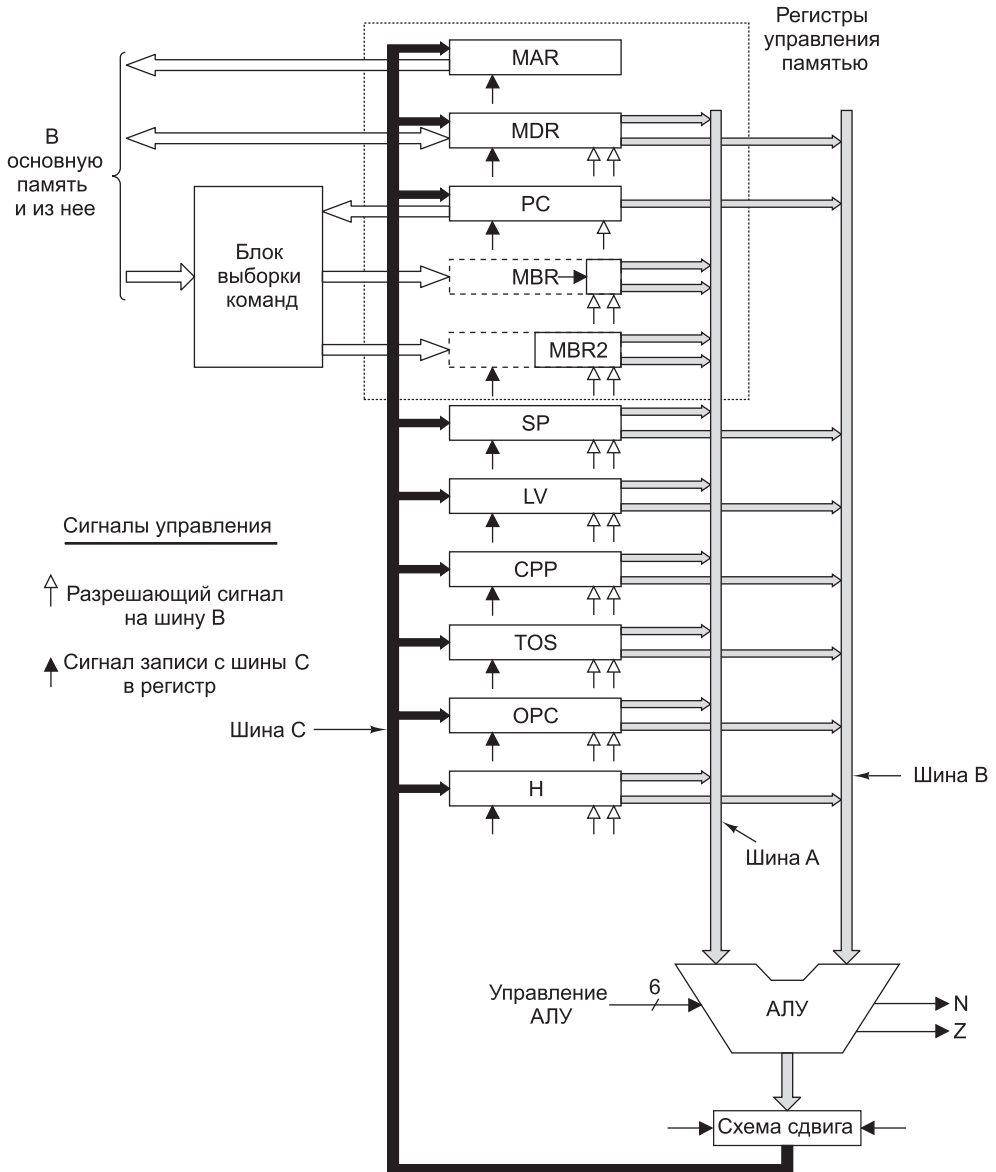 Регистры
управления
памятью
MAR
В
основную
память
и из нее
MDR
PC
Блок
выборки
команд
MBR
MBR2
SP
LV
Сигналы управления
CPP
Разрешающий сигнал
на шину B
TOS
Сигнал записи с шины C
в регистр
OPC
Шина C
H
Шина B
Шина A
Управление
АЛУ
6
АЛУ
N
Z
Схема сдвига